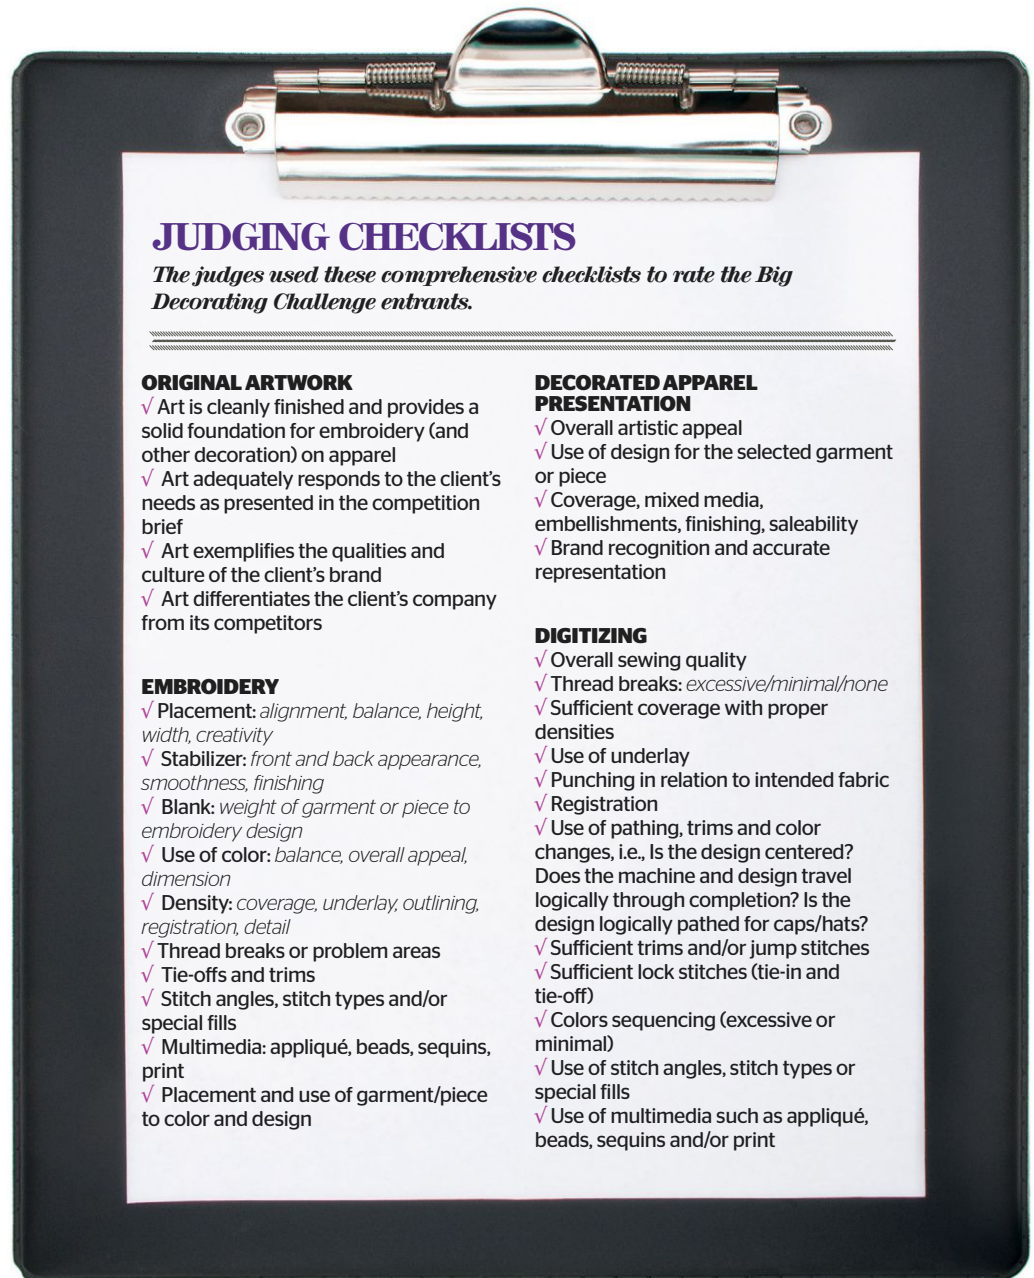 JUDGING CHECKLISTS
The judges used these comprehensive checklists to rate the Big
Decorating Challenge entrants.
ORIGINAL ARTWORK
√ Art is cleanly finished and provides a
solid foundation for embroidery (and
other decoration) on apparel
√ Art adequately responds to the client's
needs as presented in the competition
brief
√ Art exemplifies the qualities and
culture of the client's brand
√ Art differentiates the client's company
from its competitors
EMBROIDERY
√ Placement: alignment, balance, height,
width, creativity
√ Stabilizer: front and back appearance,
smoothness, finishing
√ Blank: weight of garment or piece to
embroidery design
√ Use of color: balance, overall appeal,
dimension
√ Density: coverage, underlay, outlining,
registration, detail
√ Thread breaks or problem areas
√ Tie-offs and trims
√ Stitch angles, stitch types and/or
special fills
√ Multimedia: appliqué, beads, sequins,
print
√ Placement and use of garment/piece
to color and design
DECORATED APPAREL
PRESENTATION
√ Overall artistic appeal
√ Use of design for the selected garment
or piece
√ Coverage, mixed media,
embellishments, finishing, saleability
√ Brand recognition and accurate
representation
DIGITIZING
√ Overall sewing quality
√ Thread breaks: excessive/minimal/none
√ Sufficient coverage with proper
densities
√ Use of underlay
√ Punching in relation to intended fabric
√ Registration
√ Use of pathing, trims and color
changes, i.e., Is the design centered?
Does the machine and design travel
logically through completion? Is the
design logically pathed for caps/hats?
√ Sufficient trims and/or jump stitches
√ Sufficient lock stitches (tie-in and
tie-off)
√ Colors sequencing (excessive or
minimal)
√ Use of stitch angles, stitch types or
special fills
√ Use of multimedia such as appliqué,
beads, sequins and/or print